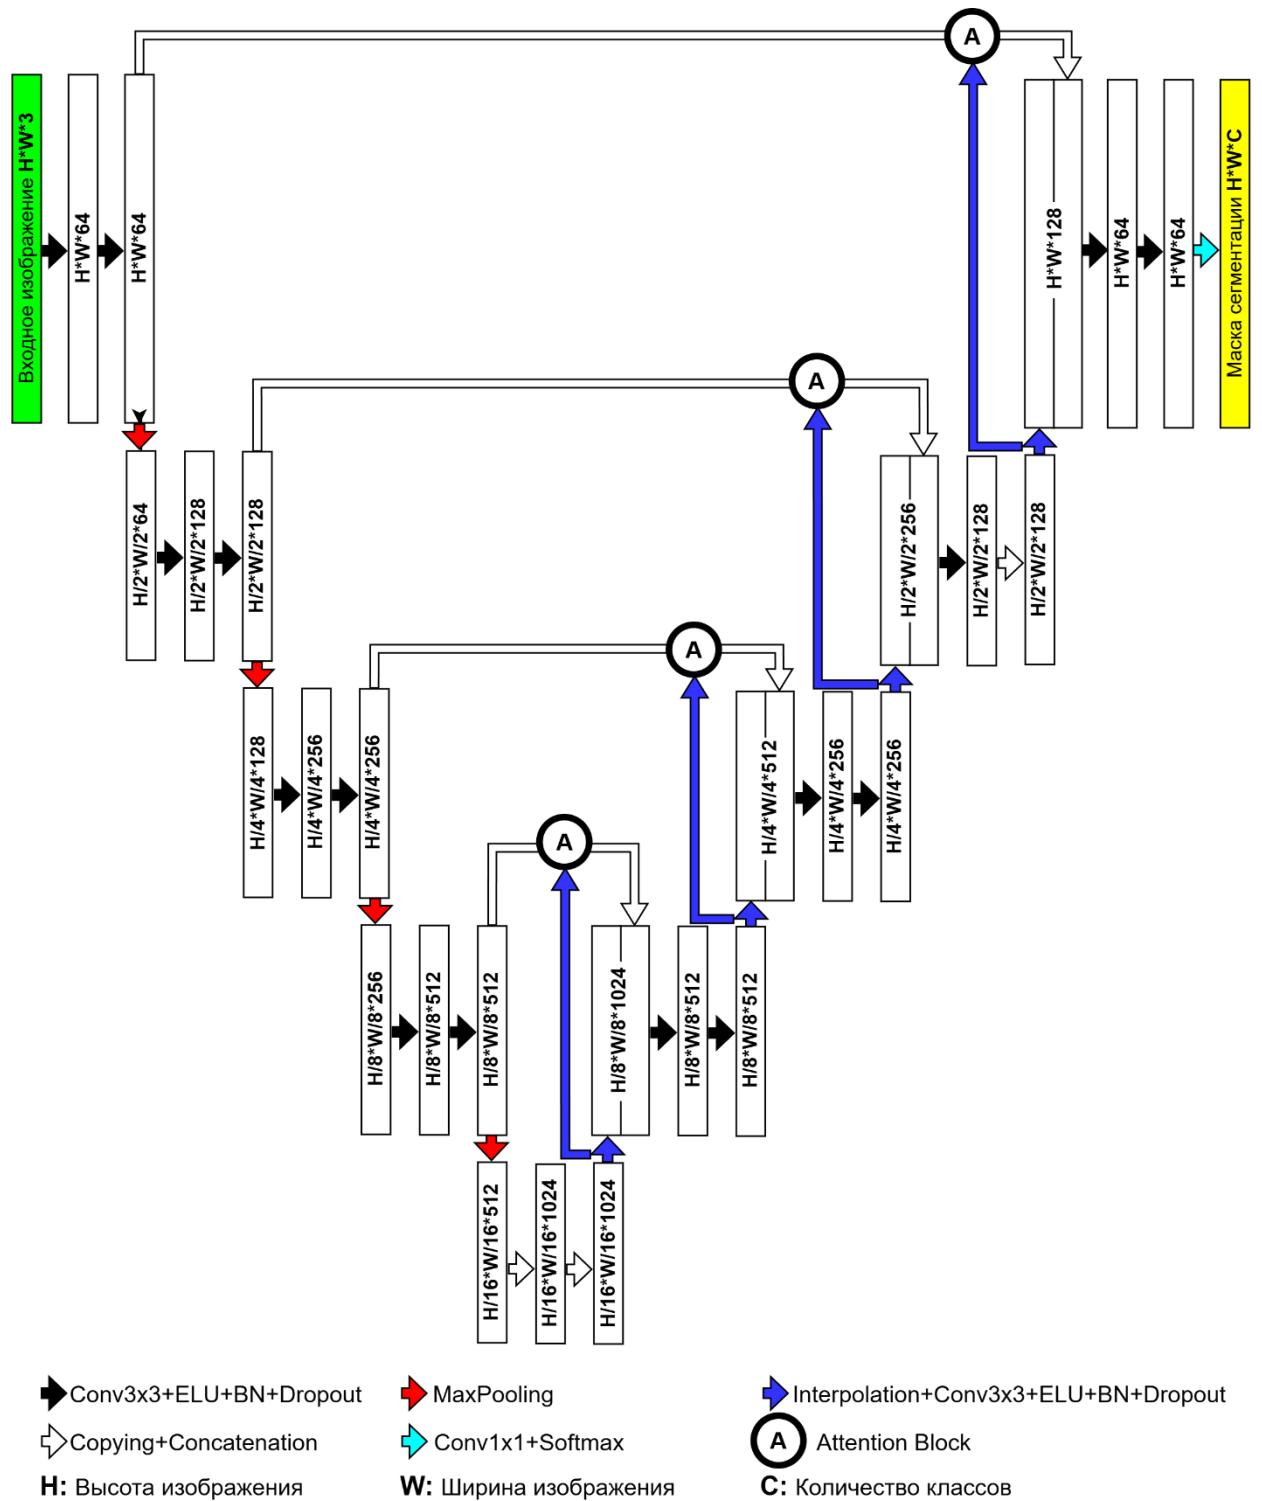 A
Входное изображение H*W*3
H*W*64
H*W*64
H*W*128
H*W*64
H*W*64
Маска сегментации H*W*C
A
H/2*W/2*64
H/2*W/2*128
H/2*W/2*128
H/2*W/2*256
H/2*W/2*128
H/2*W/2*128
A
H/4*W/4*128
H/4*W/4*256
H/4*W/4*256
H/4*W/4*512
H/4*W/4*256
H/4*W/4*256
A
H/8*W/8*256
H/8*W/8*512
H/8*W/8*512
H/8*W/8*1024
H/8*W/8*512
H/8*W/8*512
H/16*W/16*512
H/16*W/16*1024
H/16*W/16*1024
Conv3x3+ELU+BN+Dropout
MaxPooling
Interpolation+Conv3x3+ELU+BN+Dropout
Copying+Concatenation
Conv1x1+Softmax
A Attention Block
H: Высота изображения
W: Ширина изображения
C: Количество классов